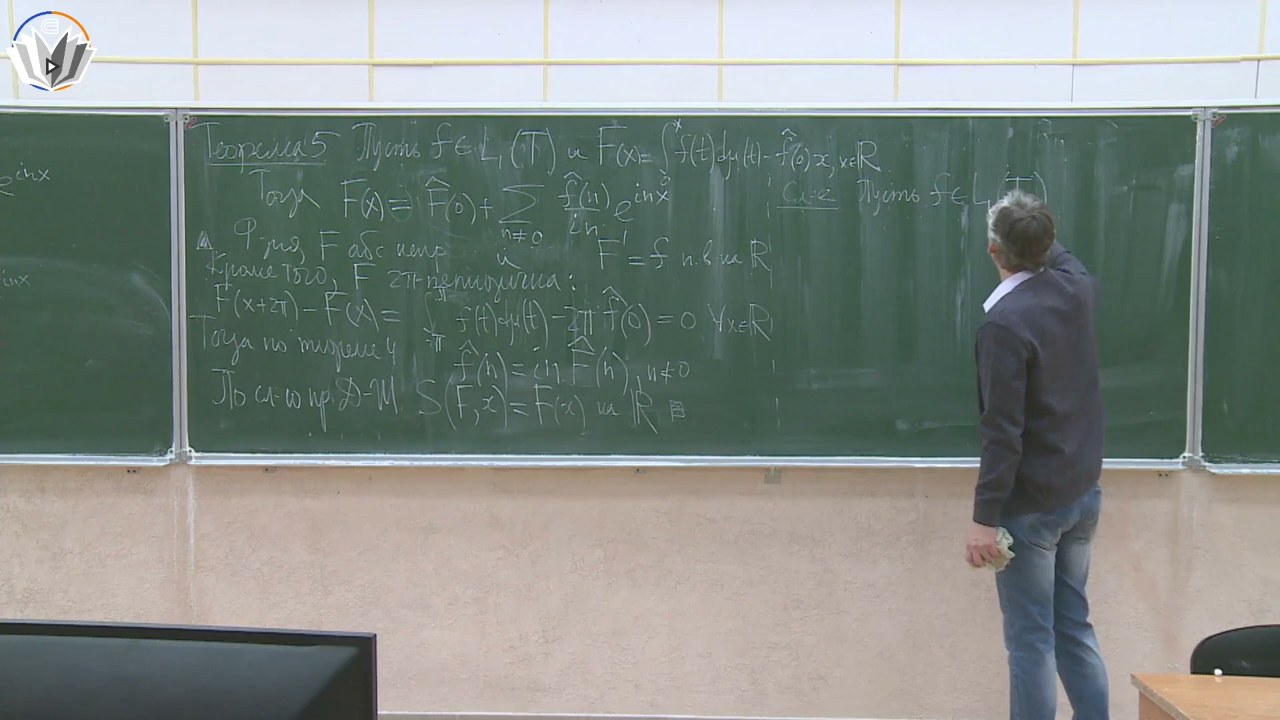 einx
inx
Теорема 5 Пусть f ∈ L₁(T) и F(x) = ∫₀ˣ f(t)dμ(t) − f̂(0)x, x∈ℝ
Тогда F(x) = F̂(0) + ∑_{n≠0} f̂(n)/in e^{inx}
Ф-ция F абс непр и F' = f п.в на ℝ
Кроме того, F 2π-периодична:
F(x+2π) − F(x) = ∫_{-π}^{π} f(t)dμ(t) − 2π f̂(0) = 0 ∀x∈ℝ
Тогда по теореме 4 f̂(n) = in F̂(n), n≠0
По сл-ю пр. Д-М S(F,x) = F(x) на ℝ
Сл-е Пусть f ∈ L₁(T)